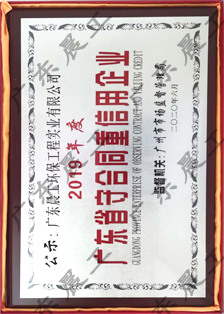 公示：广东晨工环保工程实业有限公司
2019年度
广东省守合同重信用企业
GUANGDONG PROVINCE ENTERPRISE OF OBSERVING CONTRACT AND VALUING CREDIT
监督机关：广州市市场监督管理局
二〇二〇年六月